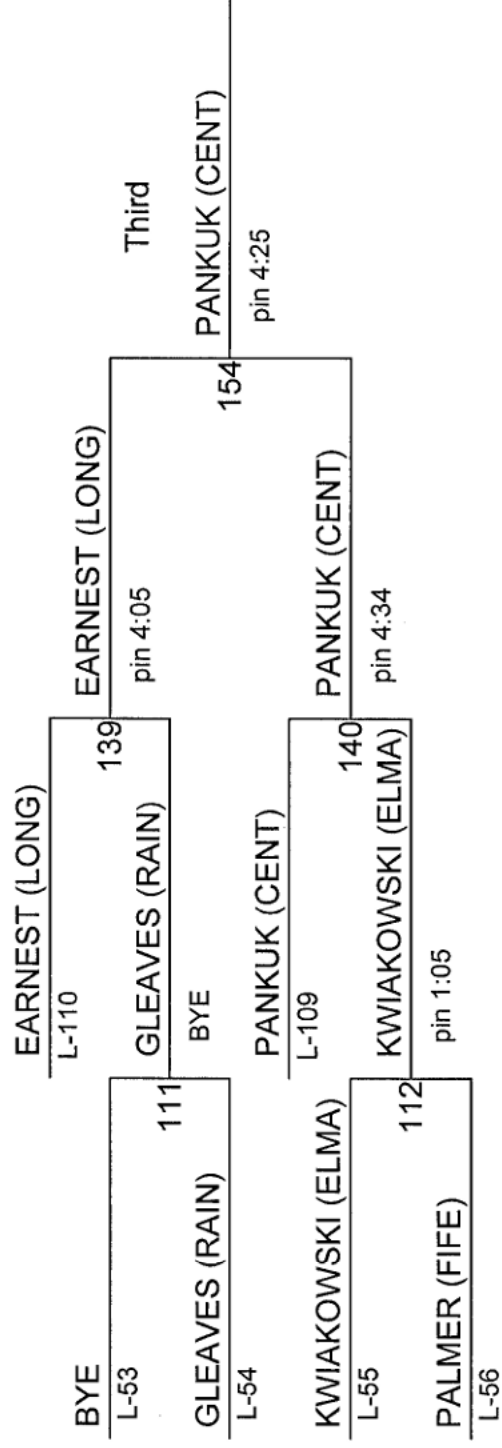 BYE
L-53
GLEAVES (RAIN)
L-54
KWIAKOWSKI (ELMA)
L-55
PALMER (FIFE)
L-56
111
112
EARNEST (LONG)
L-110
GLEAVES (RAIN)
BYE
PANKUK (CENT)
L-109
KWIAKOWSKI (ELMA)
pin 1:05
139
140
EARNEST (LONG)
pin 4:05
PANKUK (CENT)
pin 4:34
154
Third
PANKUK (CENT)
pin 4:25